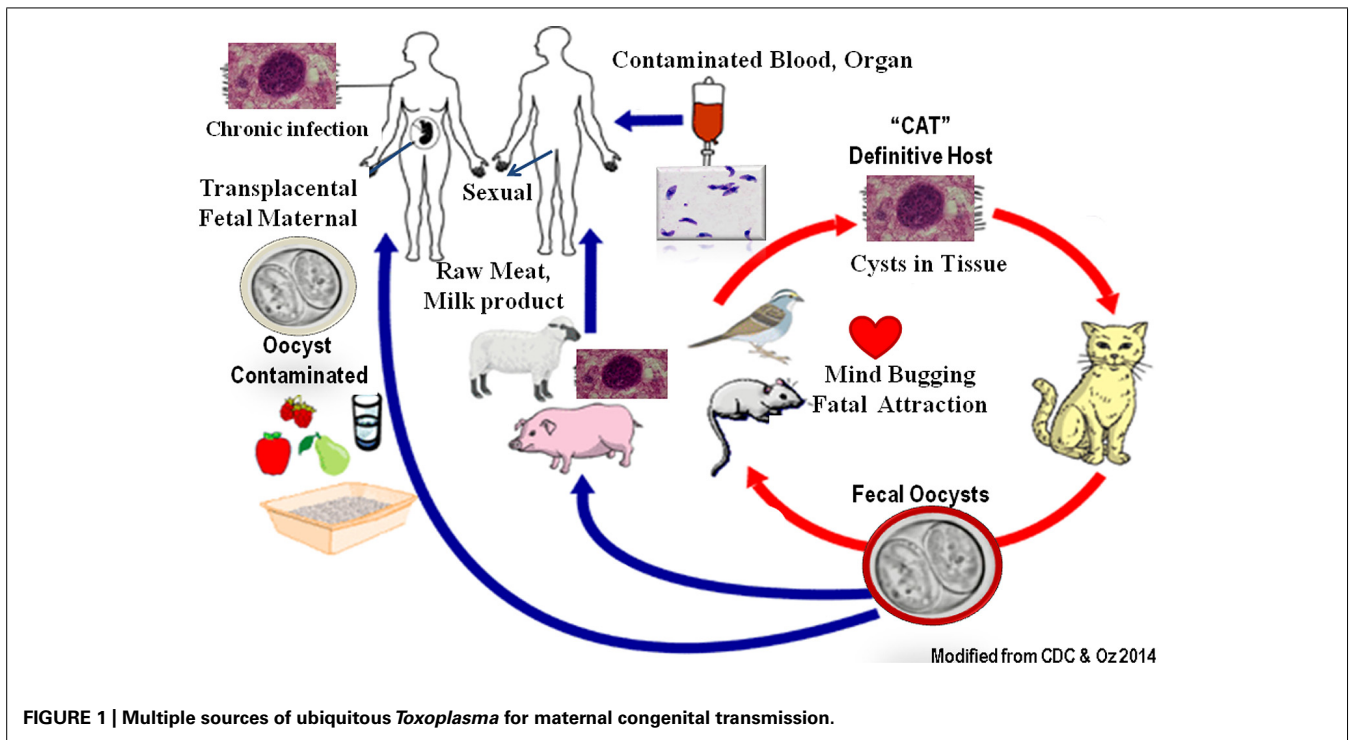 Contaminated Blood, Organ
Chronic infection
"CAT"
Definitive Host
Transplacental
Fetal Maternal
Sexual
Cysts in Tissue
Raw Meat,
Milk product
Oocyst
Contaminated
Mind Bugging
Fatal Attraction
Fecal Oocysts
Modified from CDC & Oz 2014
FIGURE 1 | Multiple sources of ubiquitous Toxoplasma for maternal congenital transmission.